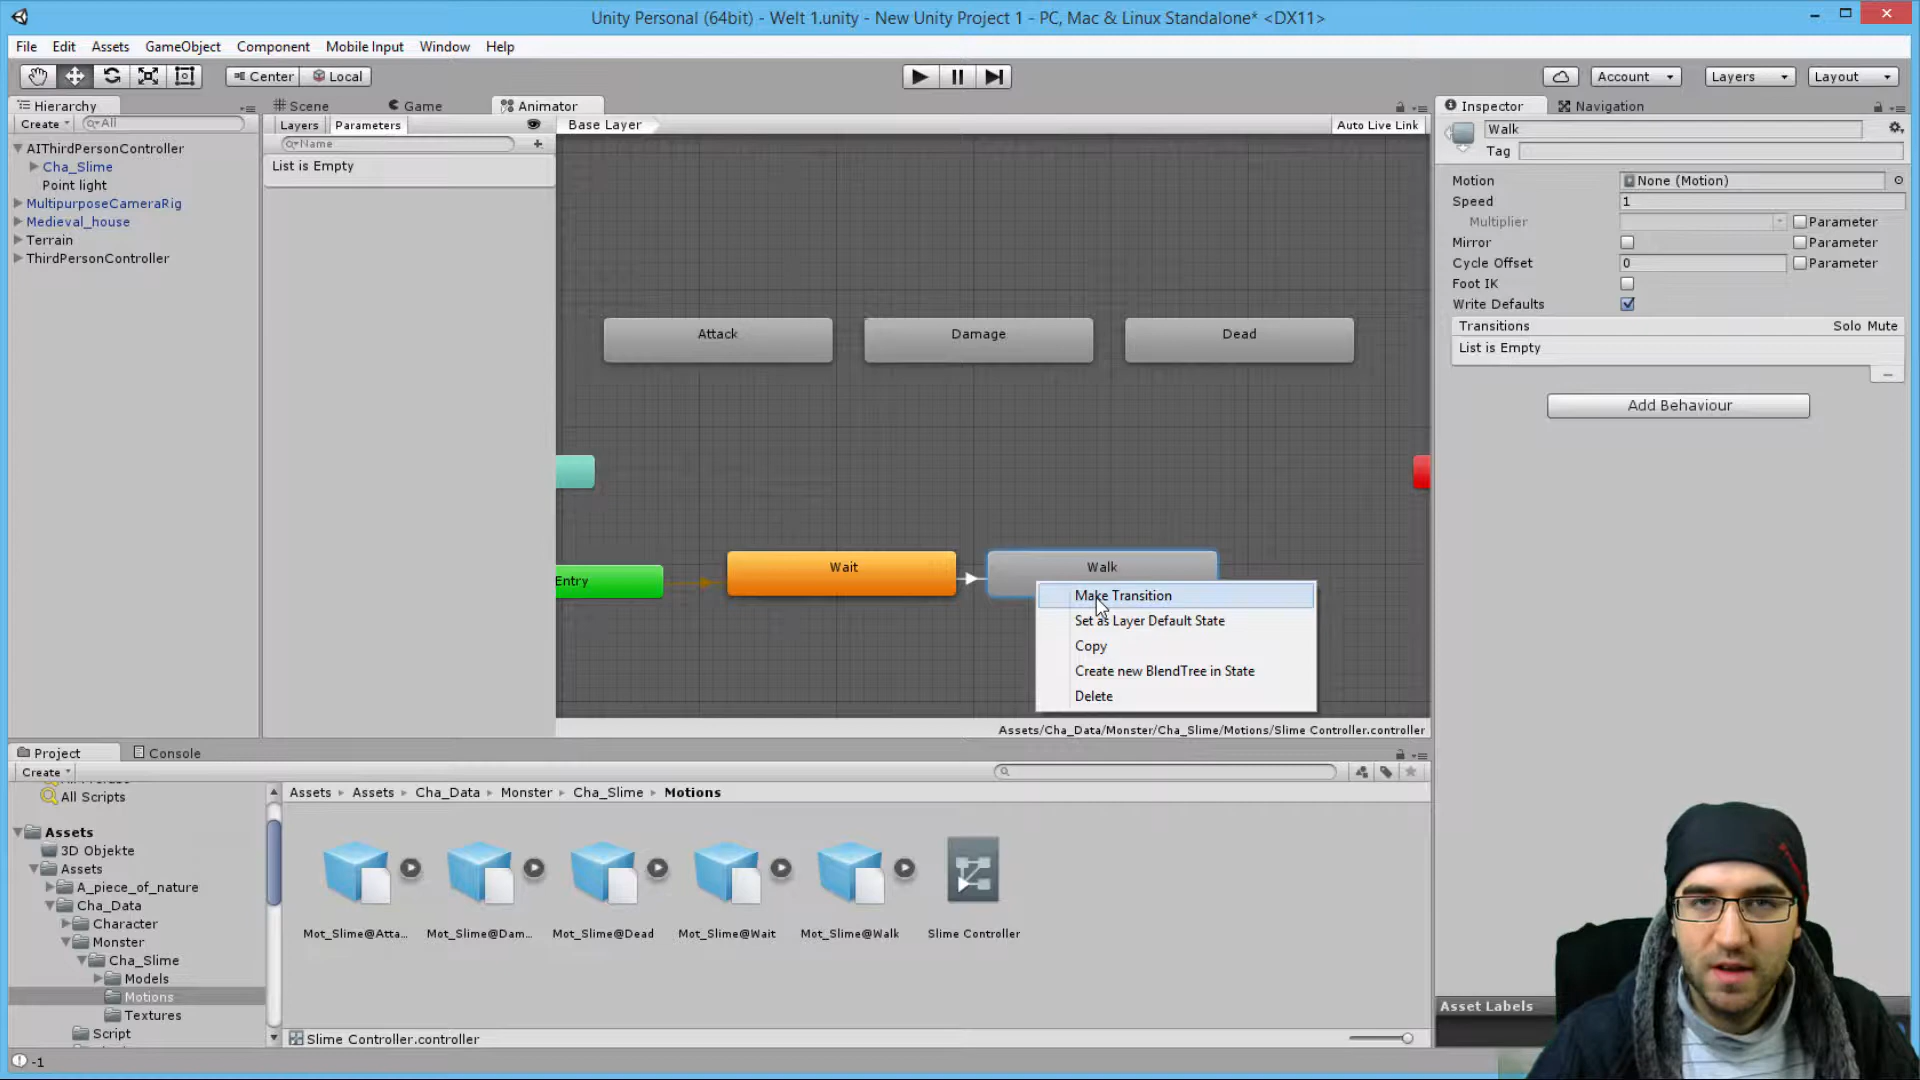 Unity Personal (64bit) - Welt 1.unity - New Unity Project 1 - PC, Mac & Linux Standalone* <DX11>
File Edit Assets GameObject Component Mobile Input Window Help
Center Local Account Layers Layout
Hierarchy
Create All
AIThirdPersonController
Cha_Slime
Point light
MultipurposeCameraRig
Medieval_house
Terrain
ThirdPersonController
Scene Game Animator
Layers Parameters
Name
List is Empty
Base Layer Auto Live Link
Attack Damage Dead
Entry Wait Walk
Make Transition
Set as Layer Default State
Copy
Create new BlendTree in State
Delete
Assets/Cha_Data/Monster/Cha_Slime/Motions/Slime Controller.controller
Inspector Navigation
Walk
Tag
Motion None (Motion)
Speed 1
Multiplier Parameter
Mirror Parameter
Cycle Offset 0 Parameter
Foot IK
Write Defaults
Transitions Solo Mute
List is Empty
Add Behaviour
Asset Labels
Project Console
Create
All Scripts
Assets
3D Objekte
Assets
A_piece_of_nature
Cha_Data
Character
Monster
Cha_Slime
Models
Motions
Textures
Script
Assets Assets Cha_Data Monster Cha_Slime Motions
Mot_Slime@Atta... Mot_Slime@Dam... Mot_Slime@Dead Mot_Slime@Wait Mot_Slime@Walk Slime Controller
Slime Controller.controller
-1